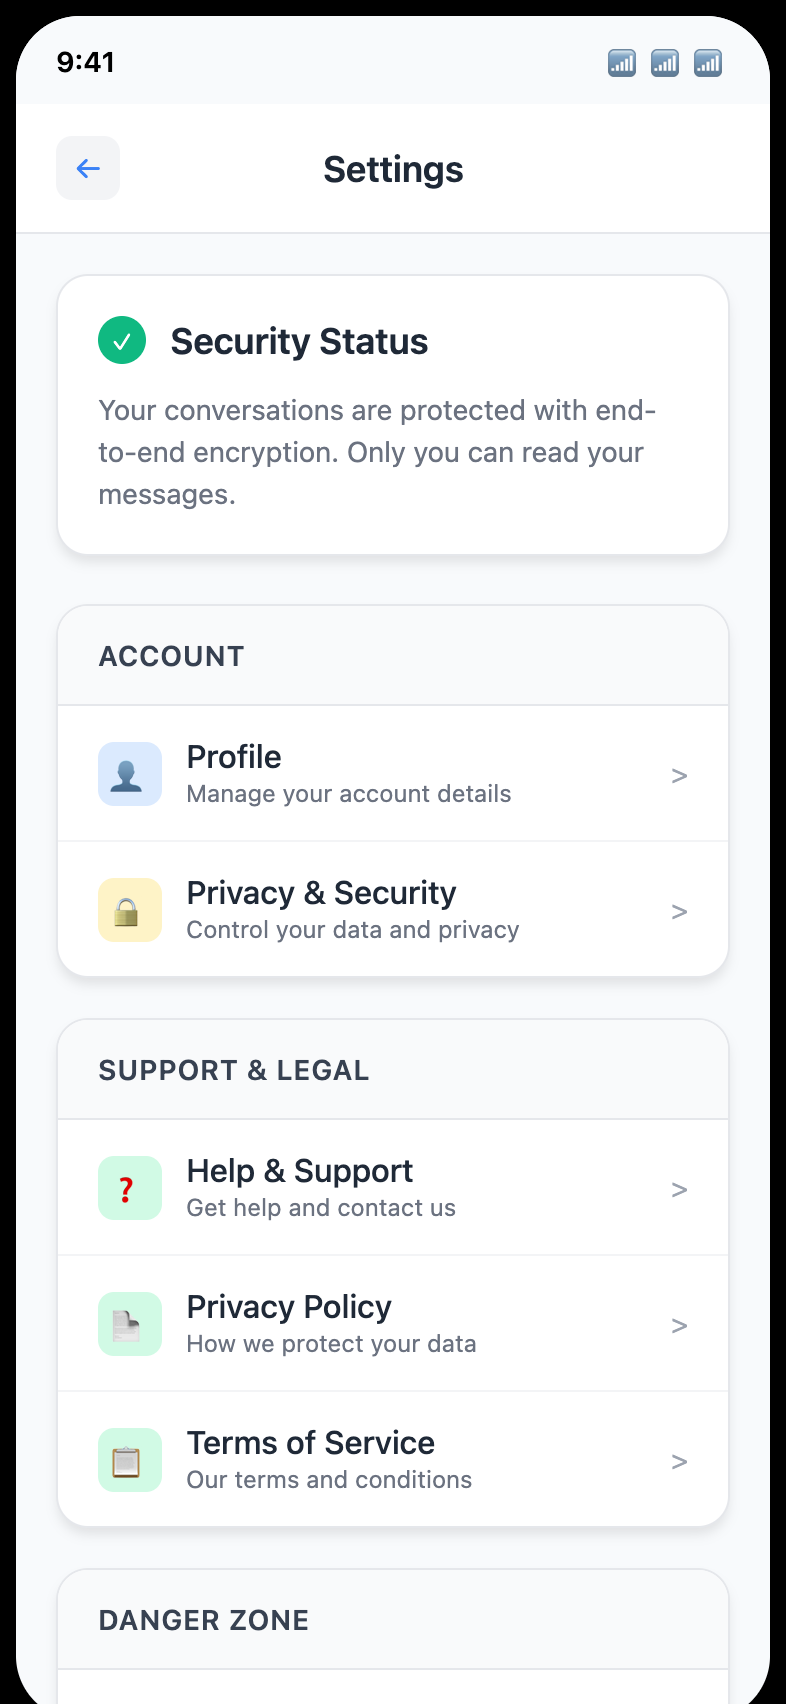 9:41
Settings
Security Status
Your conversations are protected with end-
to-end encryption. Only you can read your
messages.
ACCOUNT
Profile
Manage your account details
>
Privacy & Security
Control your data and privacy
>
SUPPORT & LEGAL
Help & Support
Get help and contact us
>
Privacy Policy
How we protect your data
>
Terms of Service
Our terms and conditions
>
DANGER ZONE